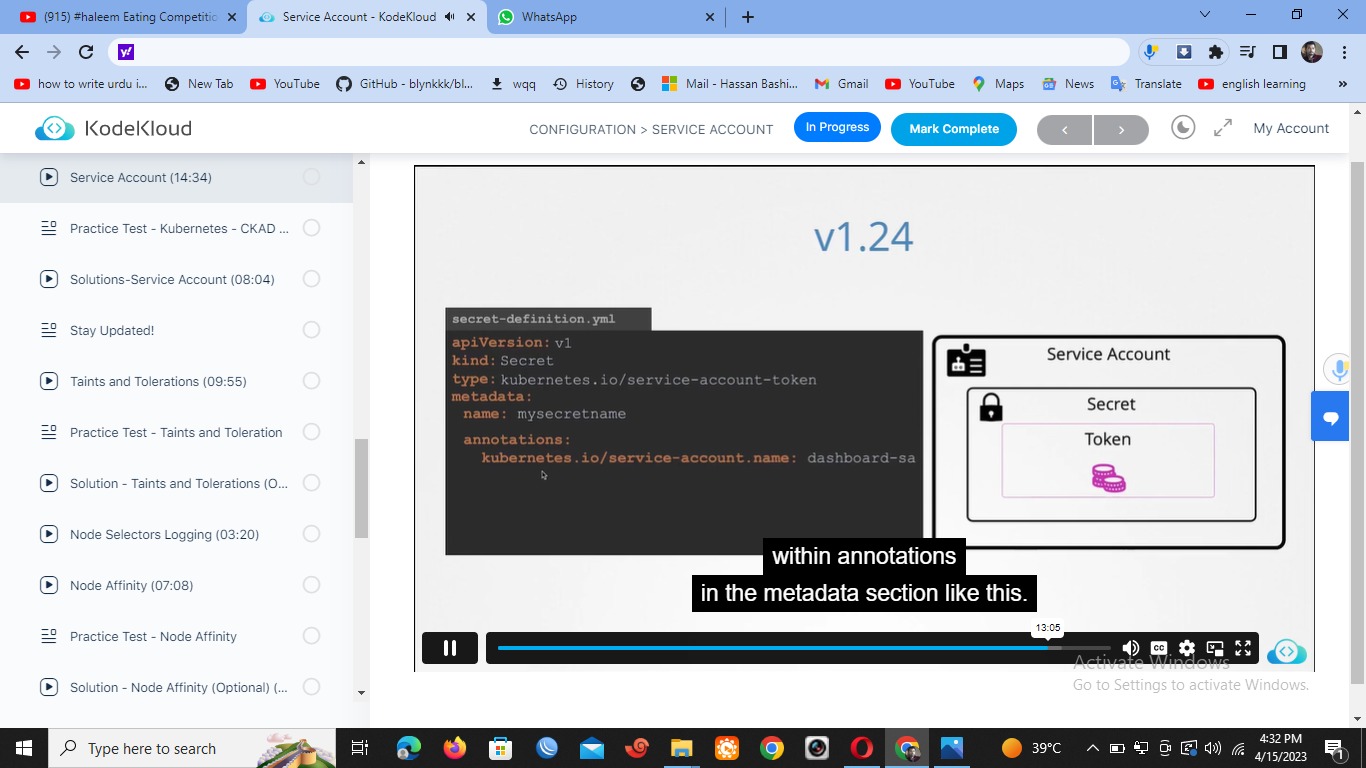 (915) #haleem Eating Competitio
Service Account - KodeKloud
WhatsApp
y!
how to write urdu i...
New Tab
YouTube
GitHub - blynkkk/bl...
wqq
History
Mail - Hassan Bashi...
Gmail
YouTube
Maps
News
Translate
english learning
»
KodeKloud
CONFIGURATION > SERVICE ACCOUNT
In Progress
Mark Complete
<
>
My Account
Service Account (14:34)
Practice Test - Kubernetes - CKAD ...
Solutions-Service Account (08:04)
Stay Updated!
Taints and Tolerations (09:55)
Practice Test - Taints and Toleration
Solution - Taints and Tolerations (O...
Node Selectors Logging (03:20)
Node Affinity (07:08)
Practice Test - Node Affinity
Solution - Node Affinity (Optional) (...
v1.24
secret-definition.yml
apiVersion: v1
kind: Secret
type: kubernetes.io/service-account-token
metadata:
name: mysecretname
annotations:
kubernetes.io/service-account.name: dashboard-sa
Service Account
Secret
Token
within annotations
in the metadata section like this.
13:05
CC
Activate Windows
Go to Settings to activate Windows.
Type here to search
39°C
4:32 PM
4/15/2023
1